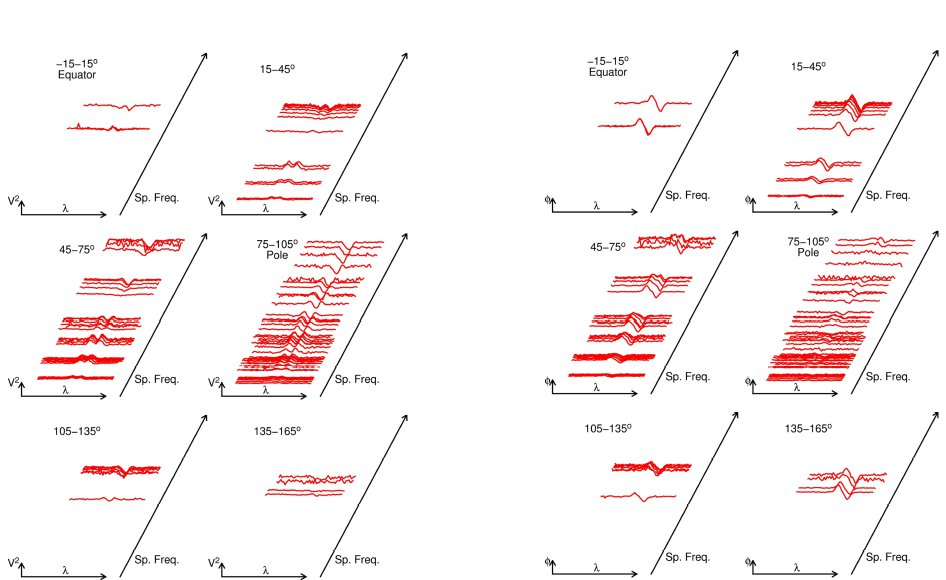 −15−15° Equator
15−45°
V² λ Sp. Freq.
V² λ Sp. Freq.
45−75°
75−105° Pole
V² λ Sp. Freq.
V² λ Sp. Freq.
105−135°
135−165°
V² λ Sp. Freq.
V² λ Sp. Freq.
−15−15° Equator
15−45°
ϕ λ Sp. Freq.
ϕ λ Sp. Freq.
45−75°
75−105° Pole
ϕ λ Sp. Freq.
ϕ λ Sp. Freq.
105−135°
135−165°
ϕ λ Sp. Freq.
ϕ λ Sp. Freq.